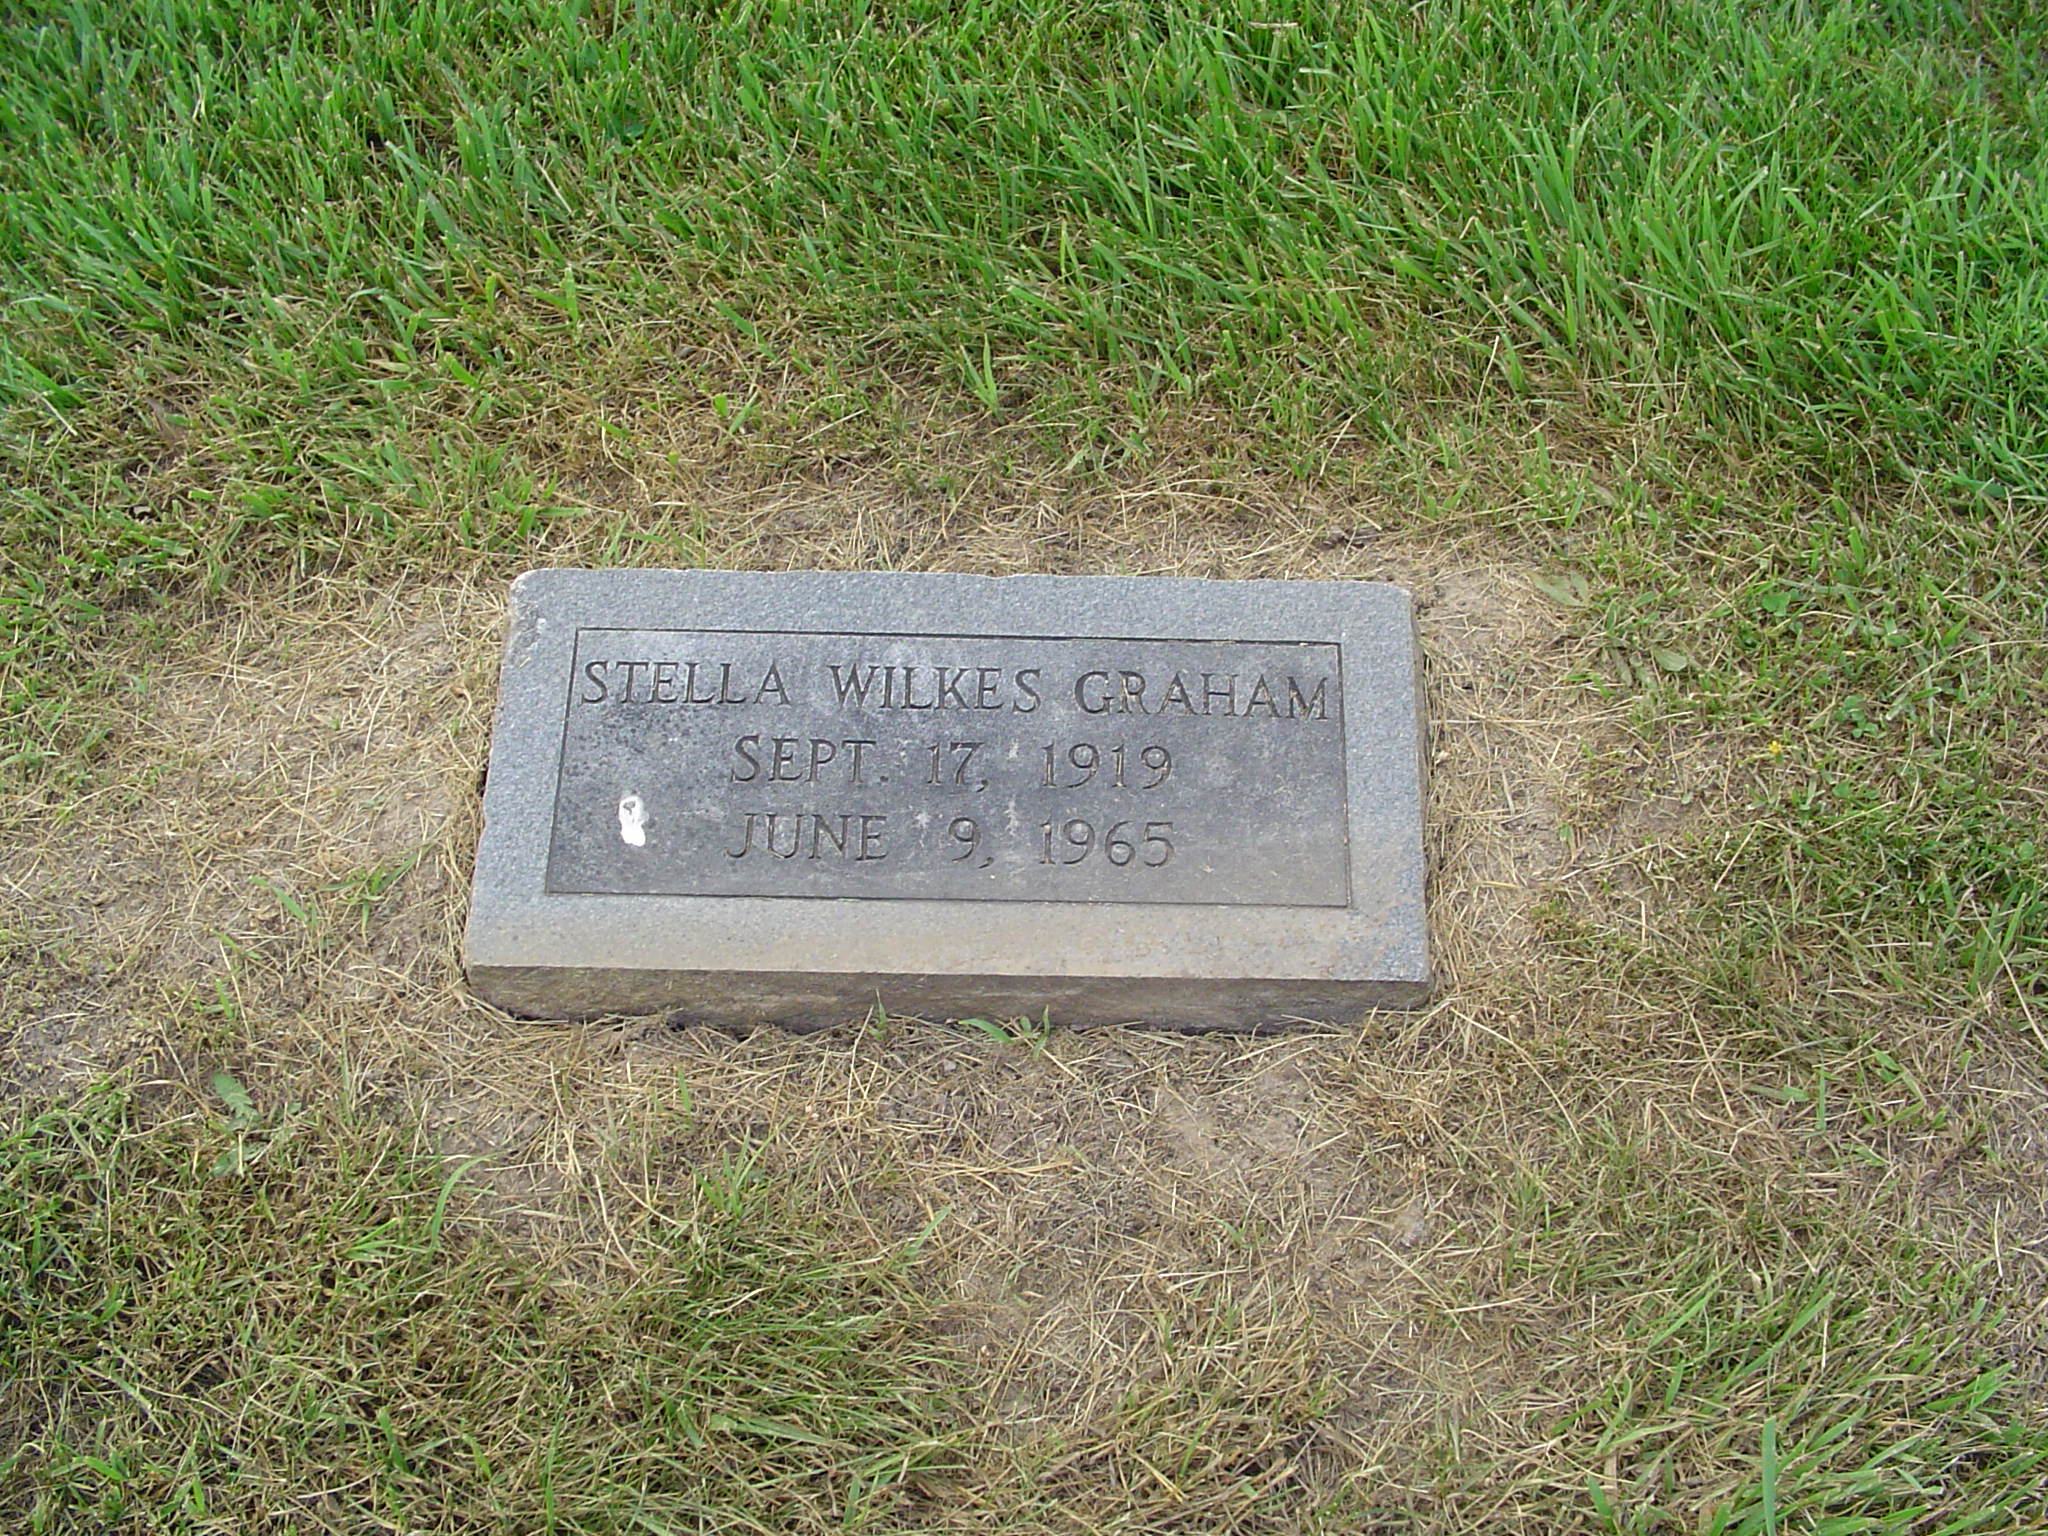 STELLA WILKES GRAHAM
SEPT. 17, 1919
JUNE 9, 1965